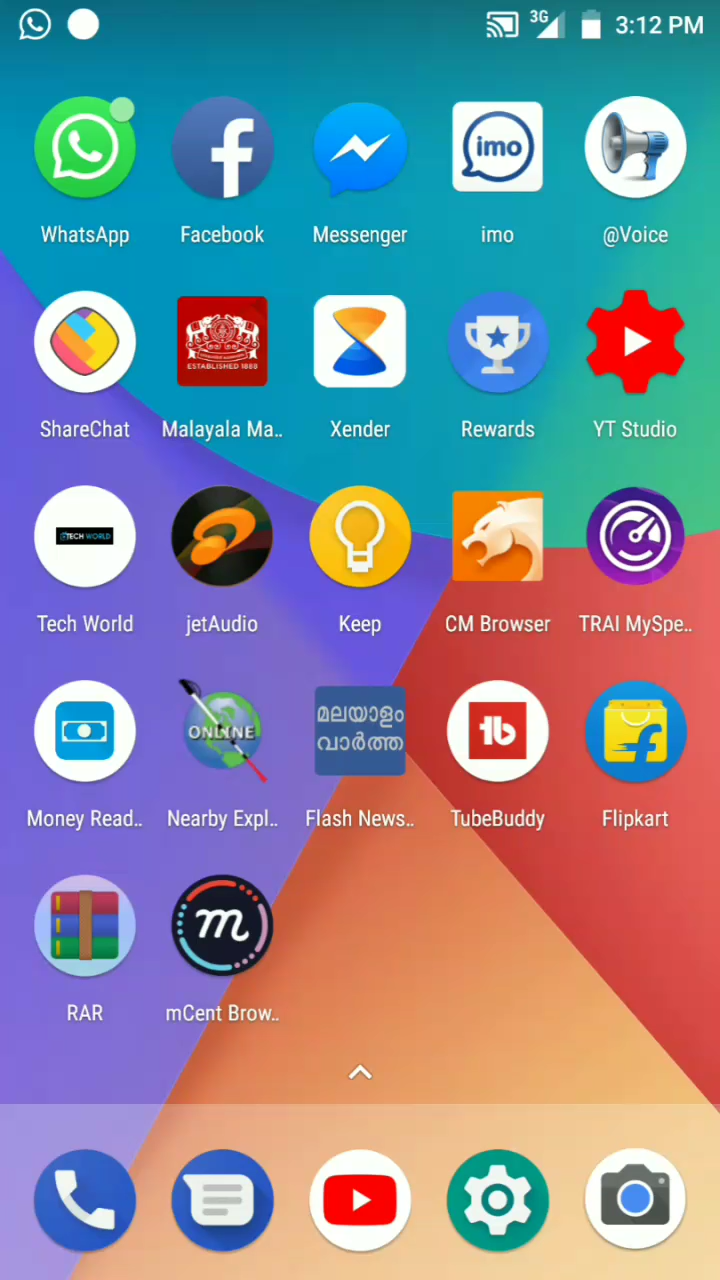 3G 3:12 PM
imo
WhatsApp Facebook Messenger imo @Voice
ESTABLISHED 1888
ShareChat Malayala Ma.. Xender Rewards YT Studio
TECH WORLD
Tech World jetAudio Keep CM Browser TRAI MySpe..
ONLINE
മലയാളം
വാർത്ത
Money Read.. Nearby Expl.. Flash News.. TubeBuddy Flipkart
m
RAR mCent Brow..